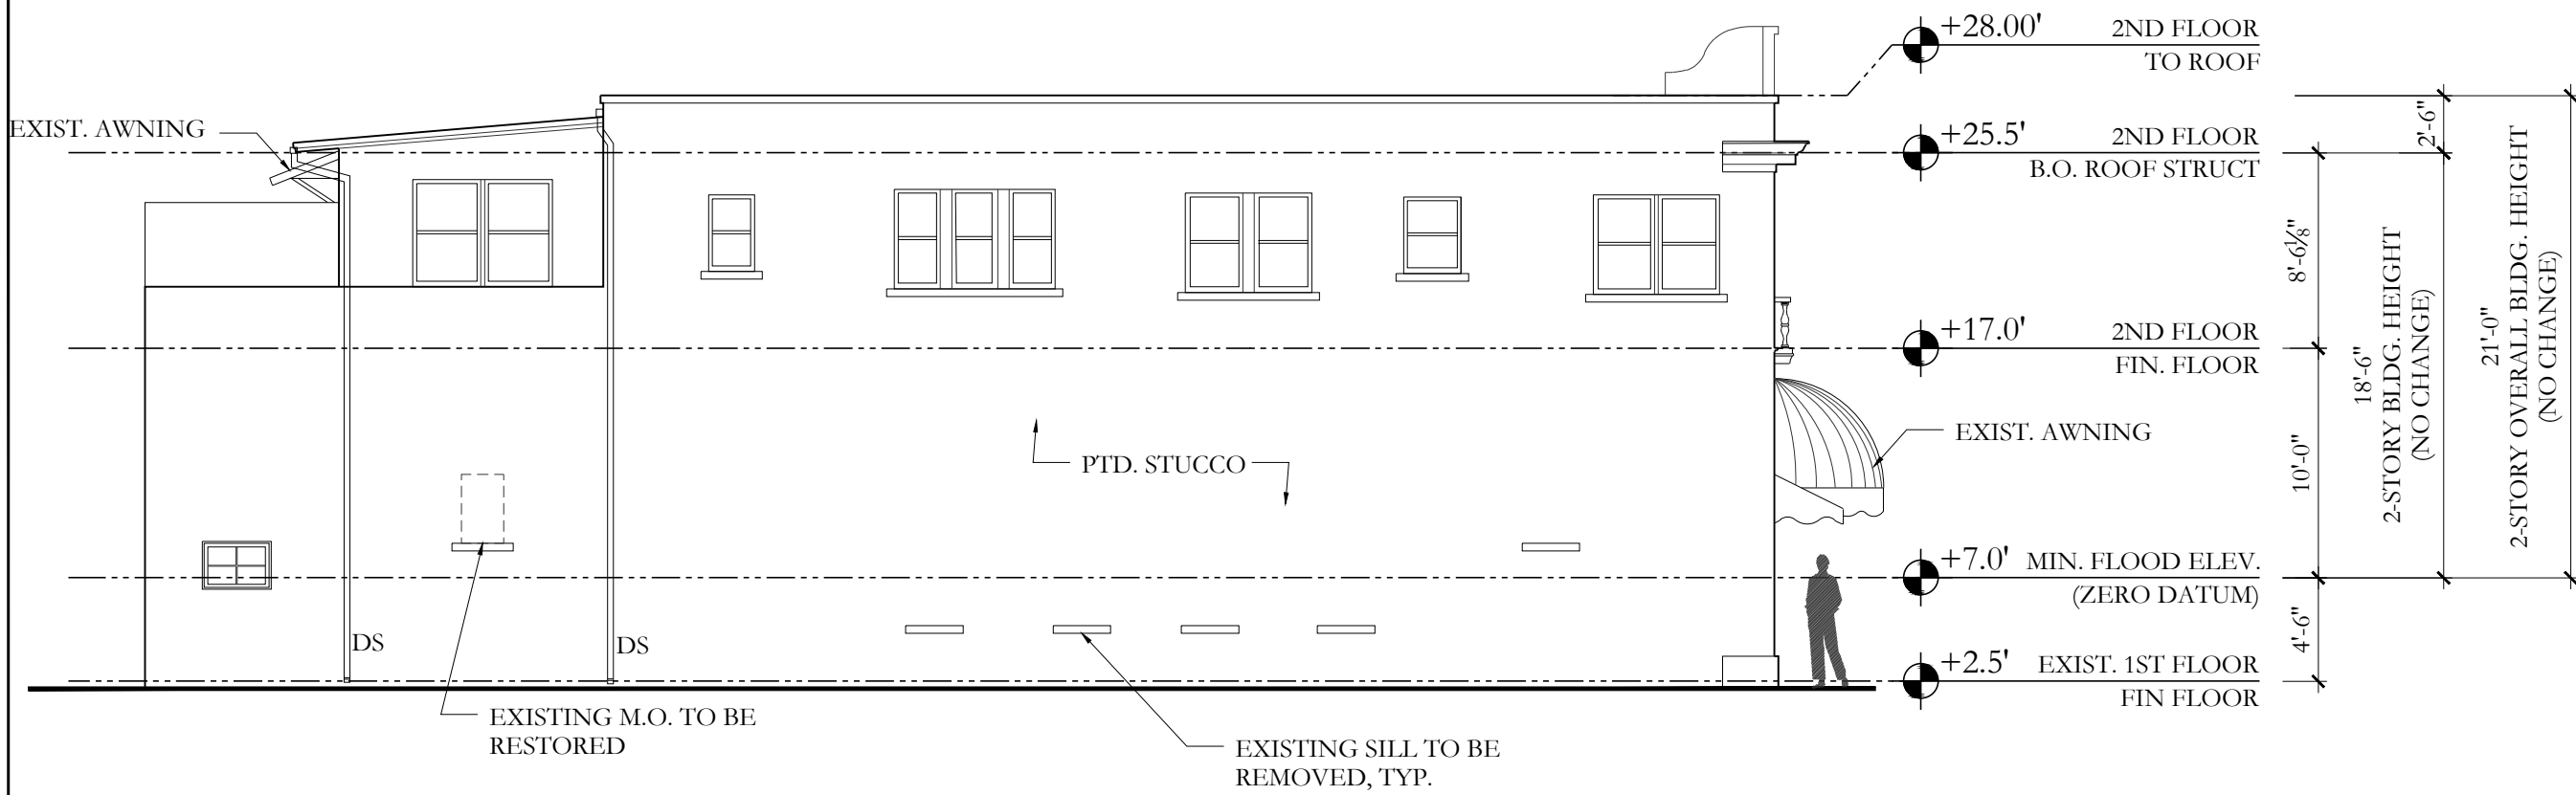 +28.00' 2ND FLOOR
TO ROOF
EXIST. AWNING
+25.5' 2ND FLOOR
B.O. ROOF STRUCT
2'-6"
8'-6⅛"
18'-6"
2-STORY BLDG. HEIGHT
(NO CHANGE)
21'-0"
2-STORY OVERALL BLDG. HEIGHT
(NO CHANGE)
+17.0' 2ND FLOOR
FIN. FLOOR
EXIST. AWNING
PTD. STUCCO
10'-0"
+7.0' MIN. FLOOD ELEV.
(ZERO DATUM)
4'-6"
DS
DS
+2.5' EXIST. 1ST FLOOR
FIN FLOOR
EXISTING M.O. TO BE
RESTORED
EXISTING SILL TO BE
REMOVED, TYP.